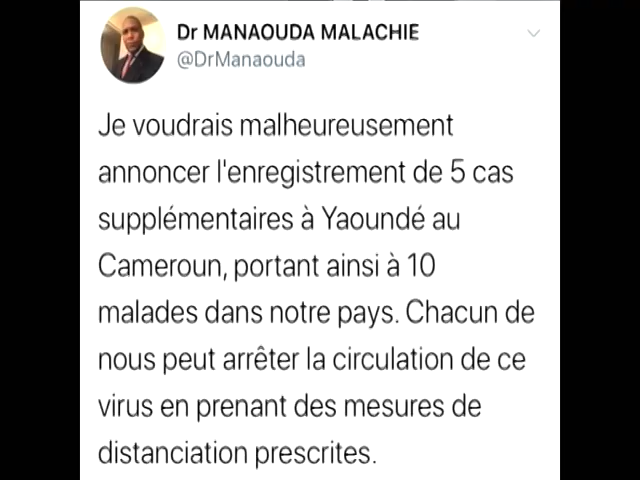 Dr MANAOUDA MALACHIE
@DrManaouda
Je voudrais malheureusement
annoncer l'enregistrement de 5 cas
supplémentaires à Yaoundé au
Cameroun, portant ainsi à 10
malades dans notre pays. Chacun de
nous peut arrêter la circulation de ce
virus en prenant des mesures de
distanciation prescrites.